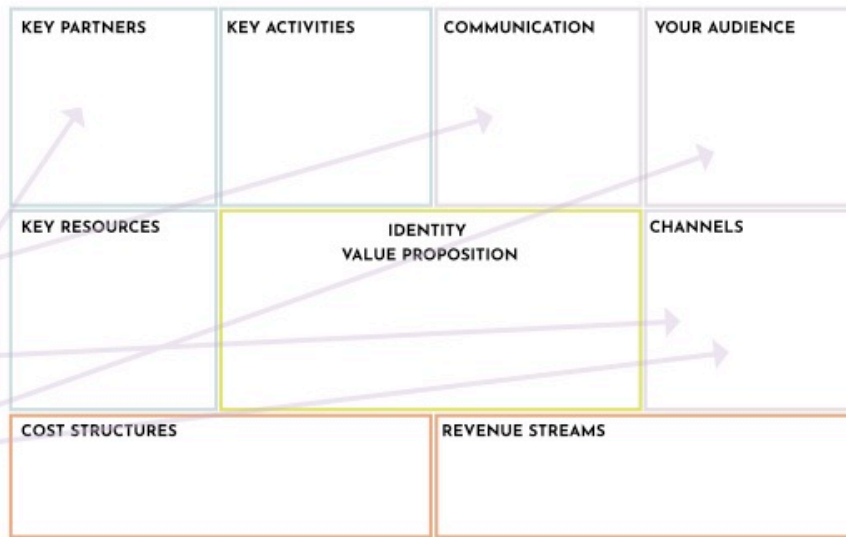 KEY PARTNERS
KEY ACTIVITIES
COMMUNICATION
YOUR AUDIENCE
KEY RESOURCES
IDENTITY
VALUE PROPOSITION
CHANNELS
COST STRUCTURES
REVENUE STREAMS